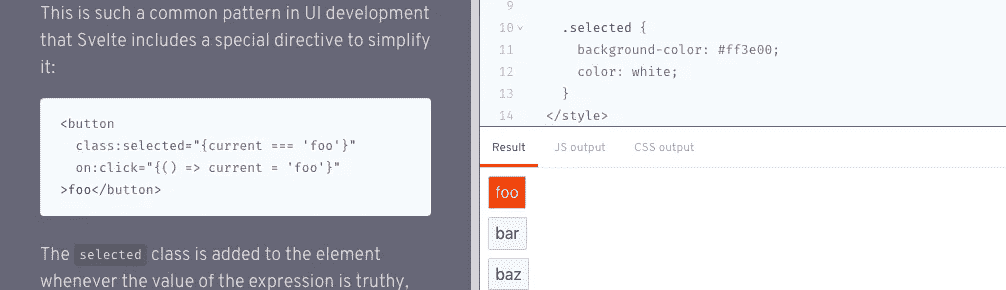 This is such a common pattern in UI development
that Svelte includes a special directive to simplify
it:
<button
class:selected="{current === 'foo'}"
on:click="{() => current = 'foo'}"
>foo</button>
The selected class is added to the element
whenever the value of the expression is truthy,
9
10 .selected {
11 background-color: #ff3e00;
12 color: white;
13 }
14 </style>
Result JS output CSS output
foo
bar
baz